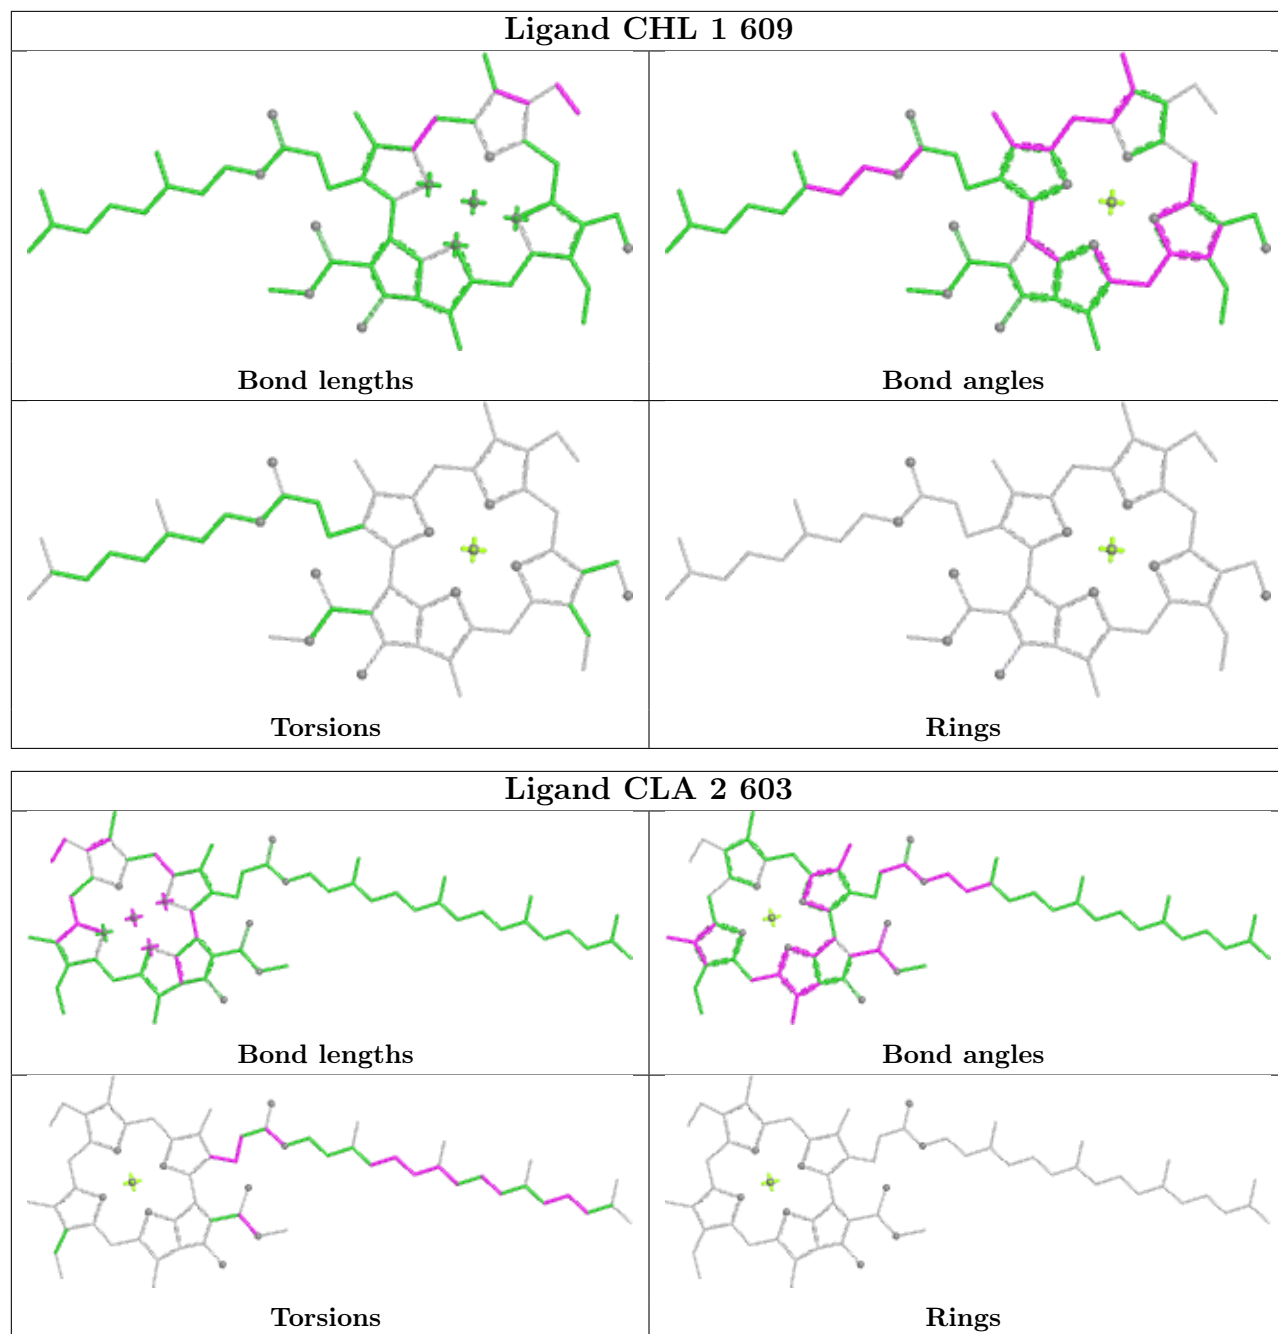 Ligand CHL 1 609
Bond lengths
Bond angles
Torsions
Rings
Ligand CLA 2 603
Bond lengths
Bond angles
Torsions
Rings